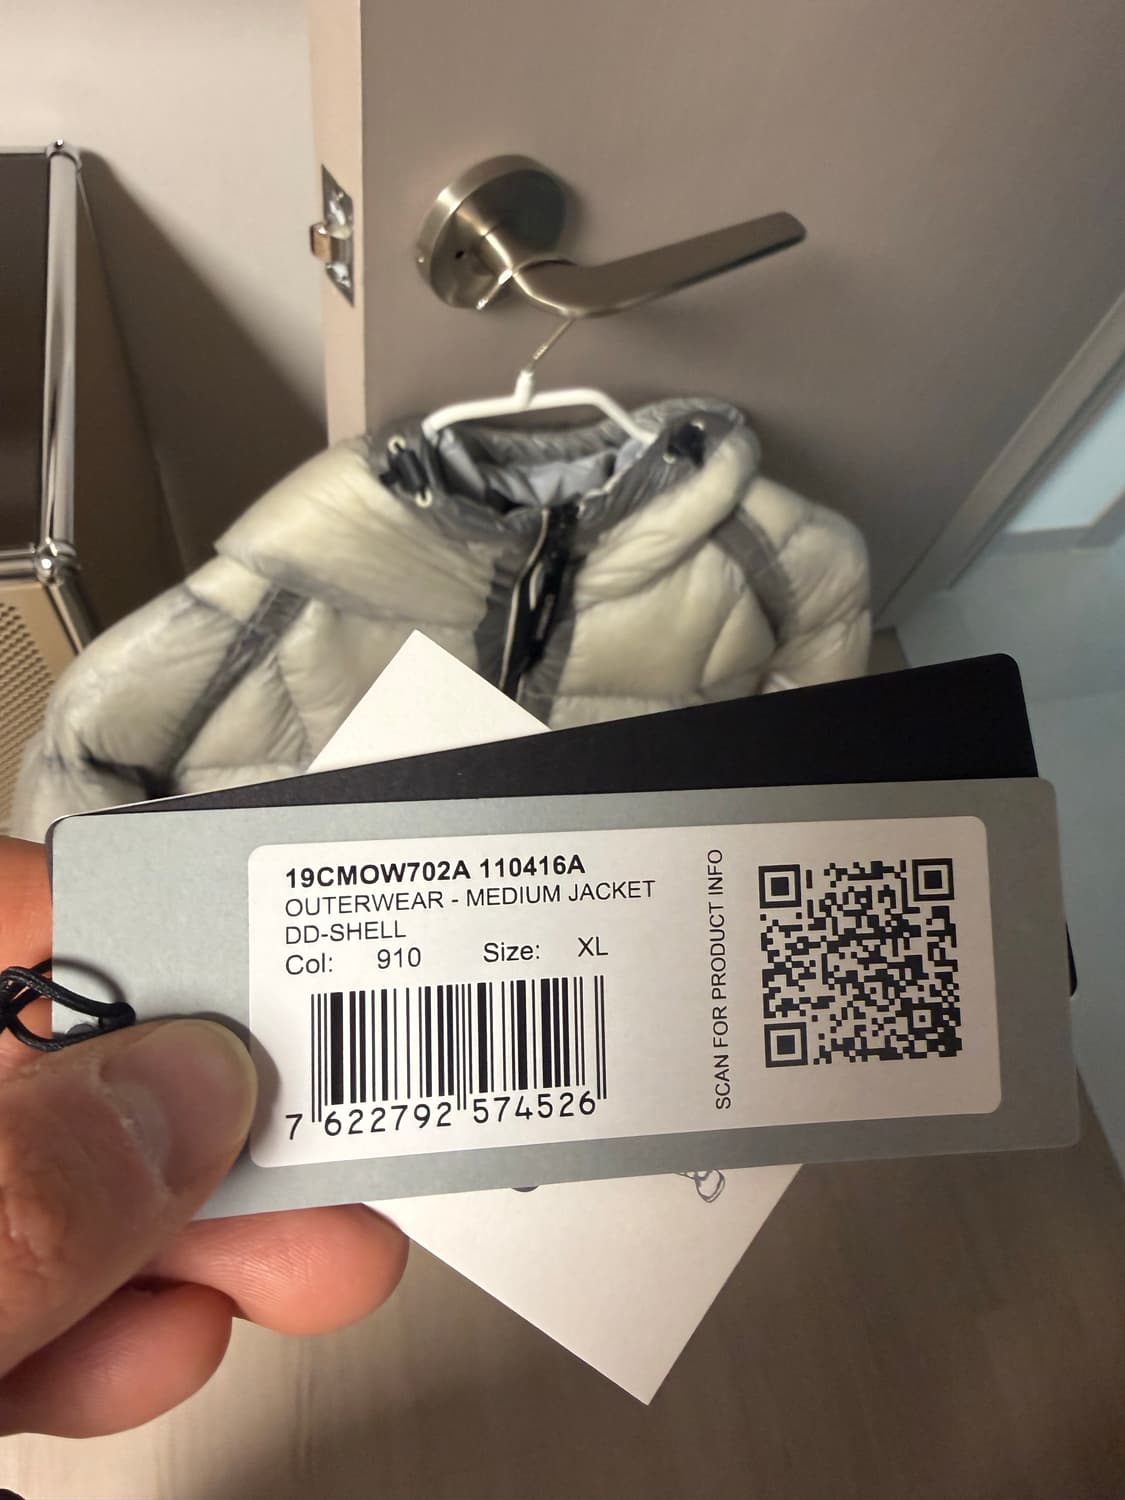 19CMOW702A 110416A
OUTERWEAR - MEDIUM JACKET
DD-SHELL
Col: 910 Size: XL
7 622792 574526
SCAN FOR PRODUCT INFO